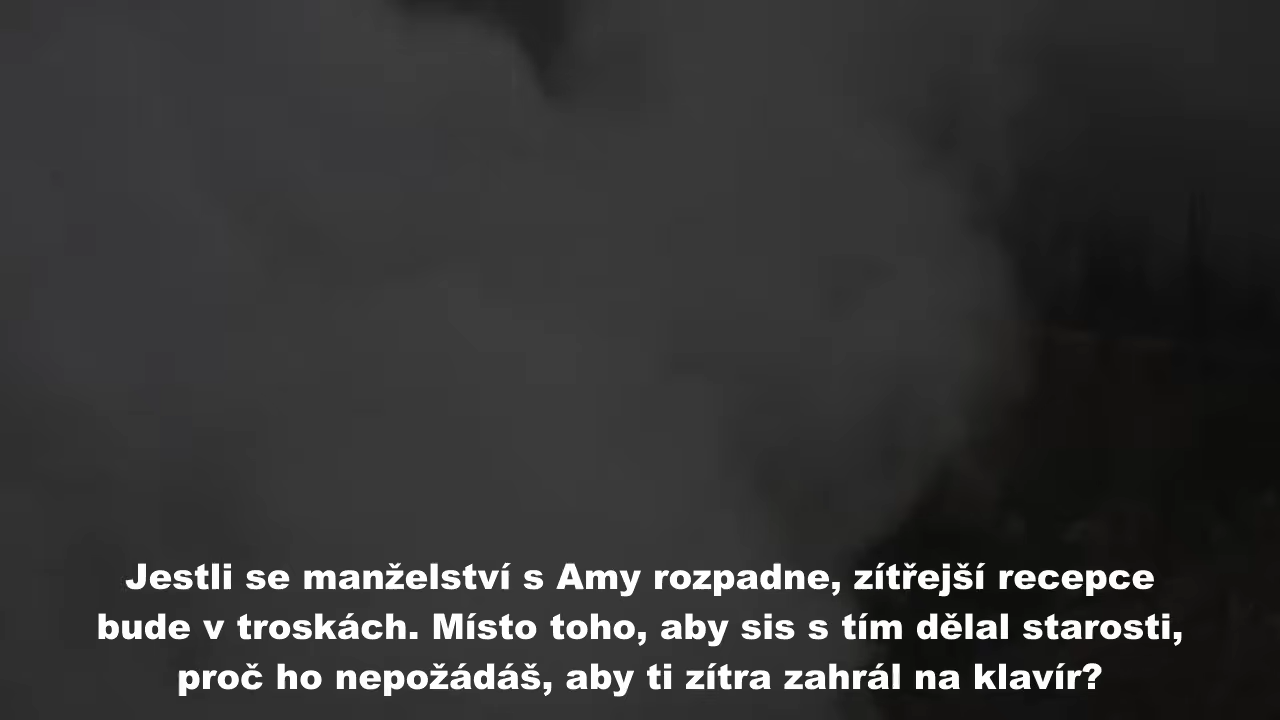 Jestli se manželství s Amy rozpadne, zítřejší recepce
bude v troskách. Místo toho, aby sis s tím dělal starosti,
proč ho nepožádáš, aby ti zítra zahrál na klavír?